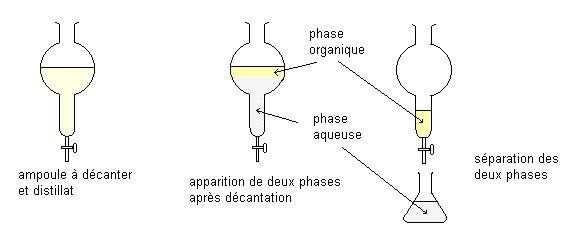 phase
organique
phase
aqueuse
ampoule à décanter
et distillat
apparition de deux phases
après décantation
séparation des
deux phases